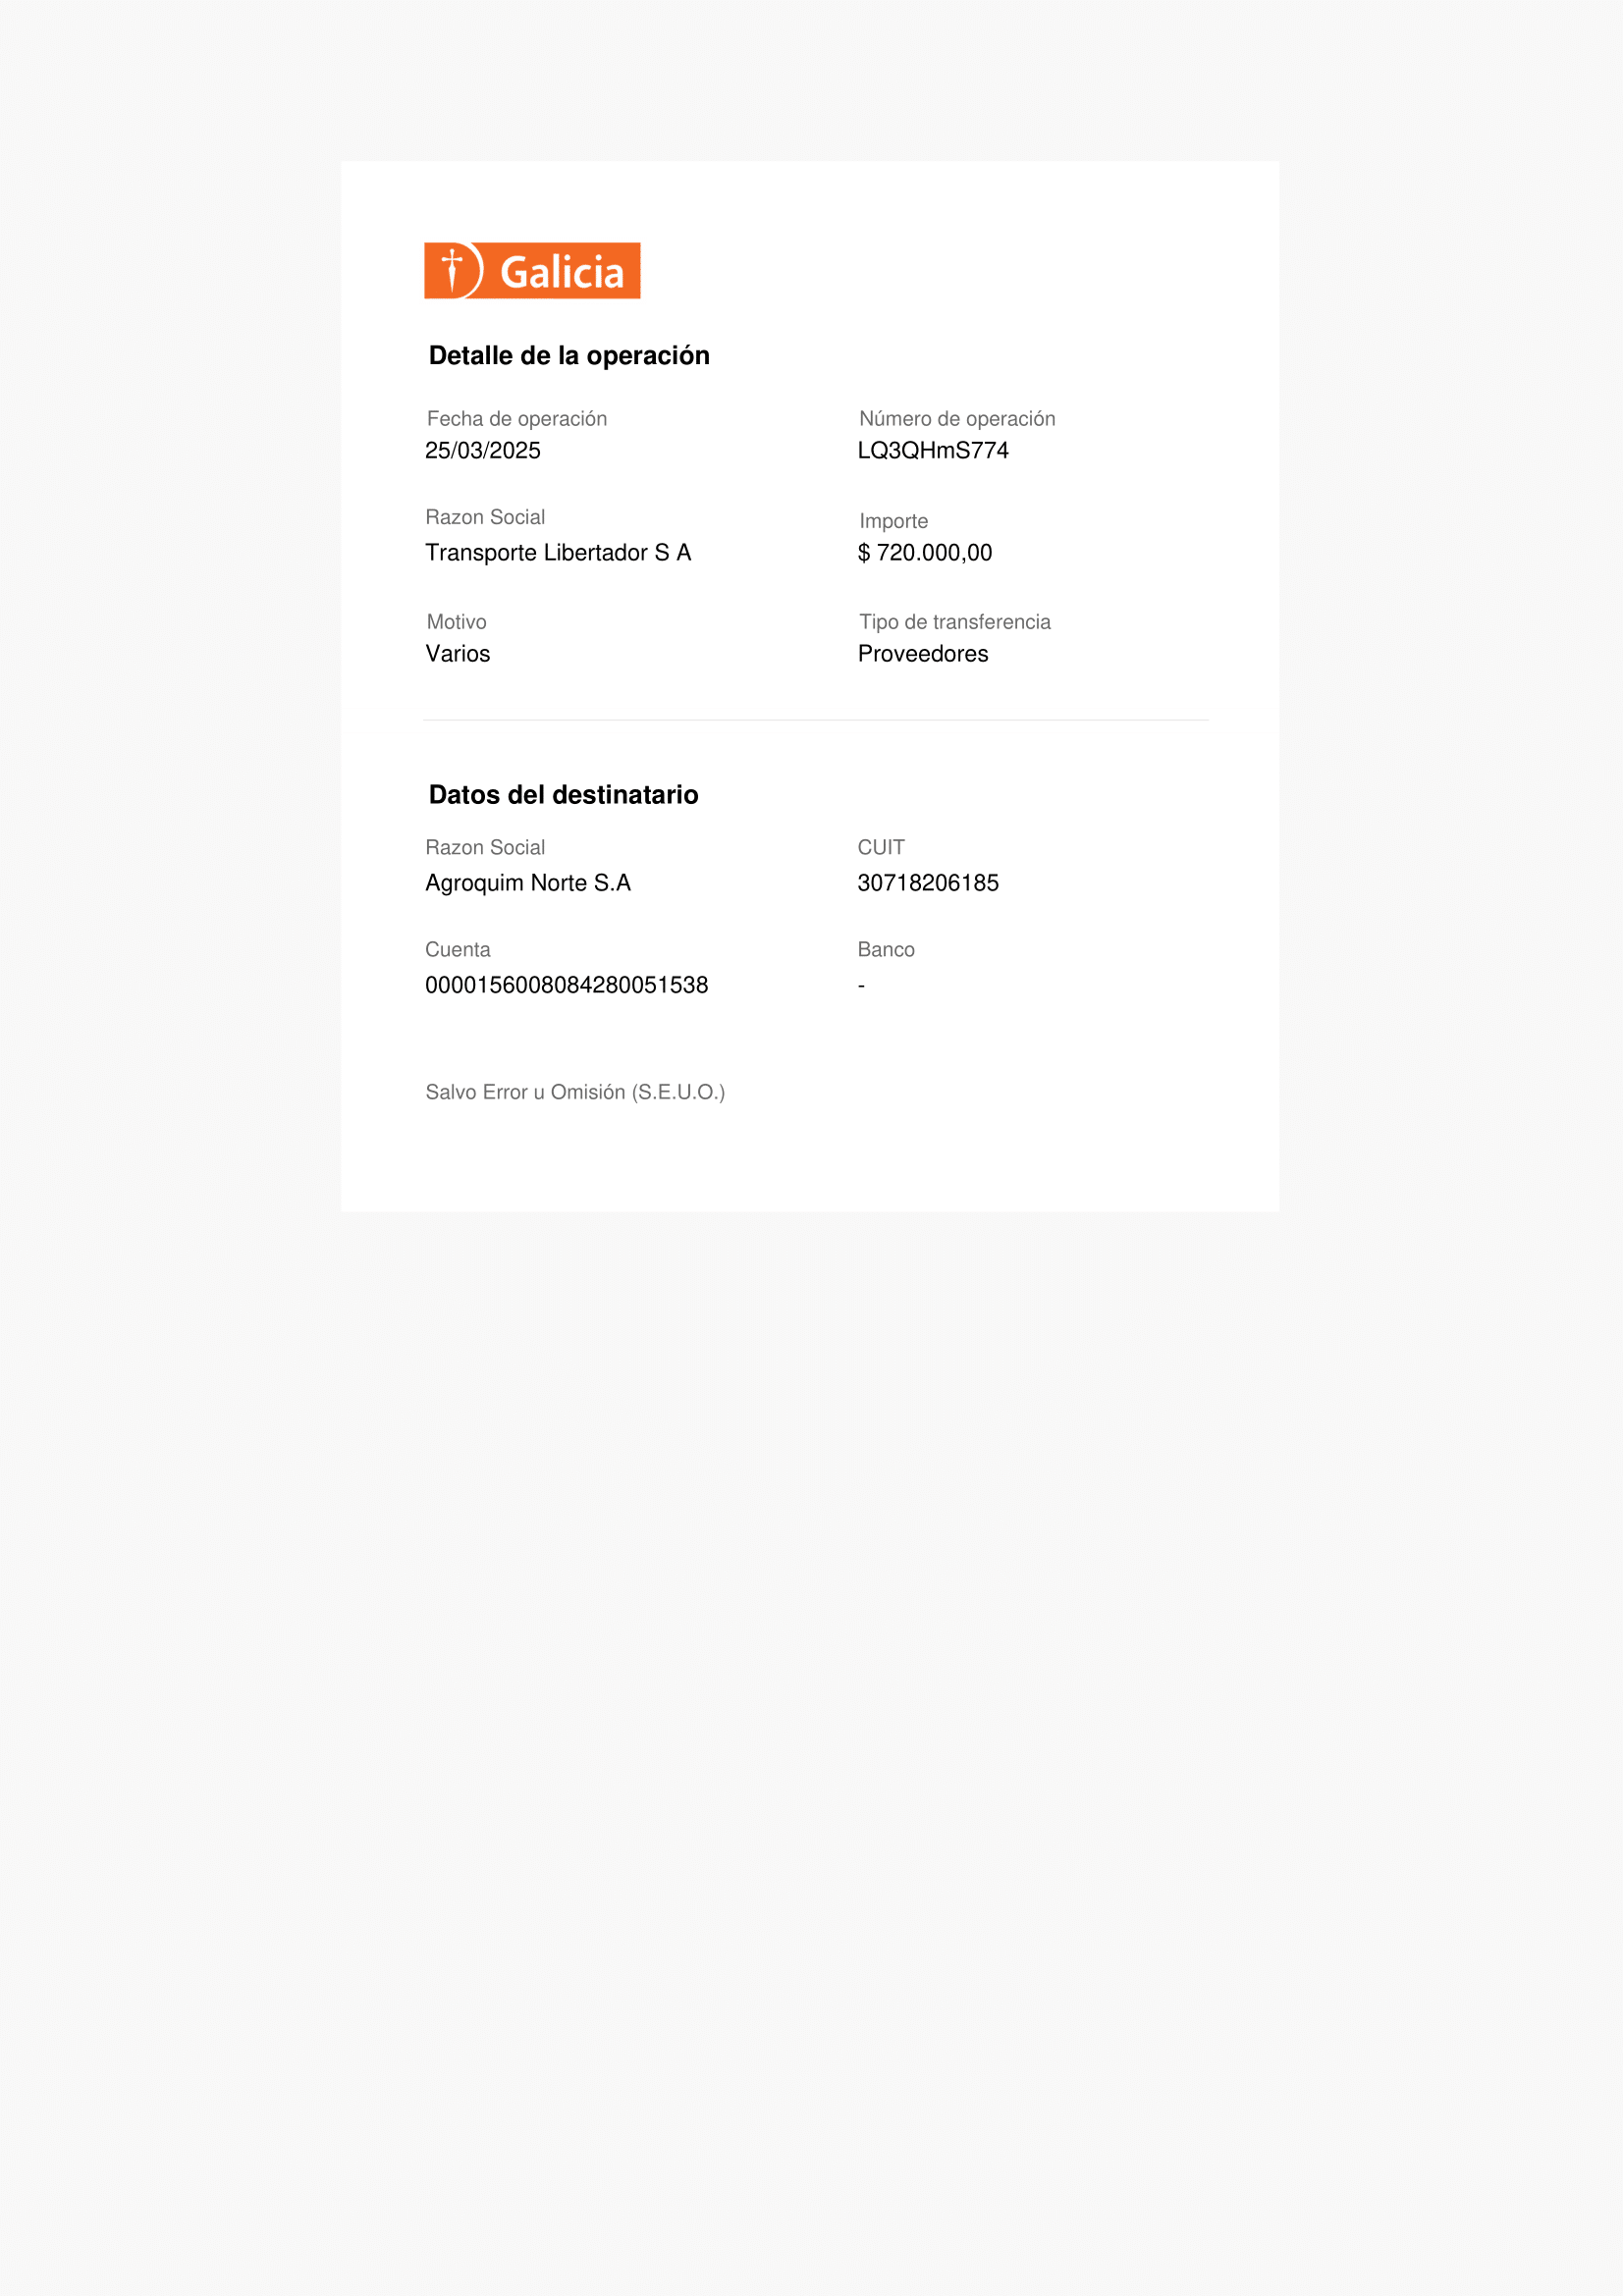 Galicia
Detalle de la operación
Fecha de operación
25/03/2025
Número de operación
LQ3QHmS774
Razon Social
Transporte Libertador S A
Importe
$ 720.000,00
Motivo
Varios
Tipo de transferencia
Proveedores
Datos del destinatario
Razon Social
Agroquim Norte S.A
CUIT
30718206185
Cuenta
0000156008084280051538
Banco
-
Salvo Error u Omisión (S.E.U.O.)